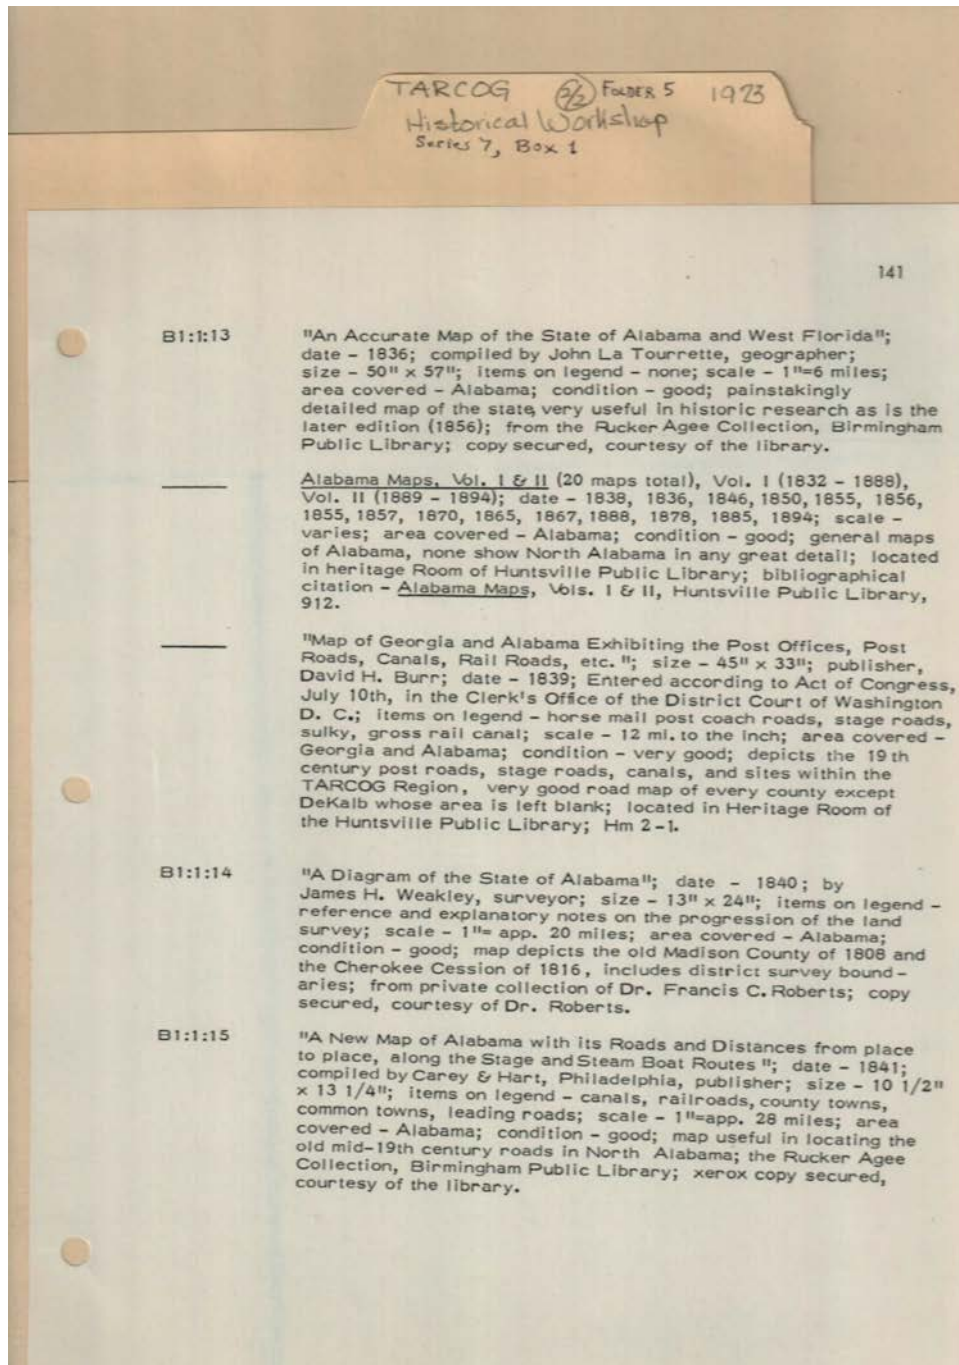 TARCOG 2/2 FOLDER 5 1973
Historical Workshop
Series 7, Box 1
141
B1:1:13 "An Accurate Map of the State of Alabama and West Florida";
date - 1836; compiled by John La Tourrette, geographer;
size - 50" x 57"; items on legend - none; scale - 1"=6 miles;
area covered - Alabama; condition - good; painstakingly
detailed map of the state, very useful in historic research as is the
later edition (1856); from the Rucker Agee Collection, Birmingham
Public Library; copy secured, courtesy of the library.
Alabama Maps, Vol. I & II (20 maps total), Vol. I (1832 - 1888),
Vol. II (1889 - 1894); date - 1838, 1836, 1846, 1850, 1855, 1856,
1855, 1857, 1870, 1865, 1867, 1888, 1878, 1885, 1894; scale -
varies; area covered - Alabama; condition - good; general maps
of Alabama, none show North Alabama in any great detail; located
in heritage Room of Huntsville Public Library; bibliographical
citation - Alabama Maps, Vols. I & II, Huntsville Public Library,
912.
"Map of Georgia and Alabama Exhibiting the Post Offices, Post
Roads, Canals, Rail Roads, etc. "; size - 45" x 33"; publisher,
David H. Burr; date - 1839; Entered according to Act of Congress,
July 10th, in the Clerk's Office of the District Court of Washington
D. C.; items on legend - horse mail post coach roads, stage roads,
sulky, gross rail canal; scale - 12 mi. to the inch; area covered -
Georgia and Alabama; condition - very good; depicts the 19th
century post roads, stage roads, canals, and sites within the
TARCOG Region, very good road map of every county except
DeKalb whose area is left blank; located in Heritage Room of
the Huntsville Public Library; Hm 2-1.
B1:1:14 "A Diagram of the State of Alabama"; date - 1840; by
James H. Weakley, surveyor; size - 13" x 24"; items on legend -
reference and explanatory notes on the progression of the land
survey; scale - 1"= app. 20 miles; area covered - Alabama;
condition - good; map depicts the old Madison County of 1808 and
the Cherokee Cession of 1816, includes district survey bound-
aries; from private collection of Dr. Francis C. Roberts; copy
secured, courtesy of Dr. Roberts.
B1:1:15 "A New Map of Alabama with its Roads and Distances from place
to place, along the Stage and Steam Boat Routes "; date - 1841;
compiled by Carey & Hart, Philadelphia, publisher; size - 10 1/2"
x 13 1/4"; items on legend - canals, railroads, county towns,
common towns, leading roads; scale - 1"=app. 28 miles; area
covered - Alabama; condition - good; map useful in locating the
old mid-19th century roads in North Alabama; the Rucker Agee
Collection, Birmingham Public Library; xerox copy secured,
courtesy of the library.